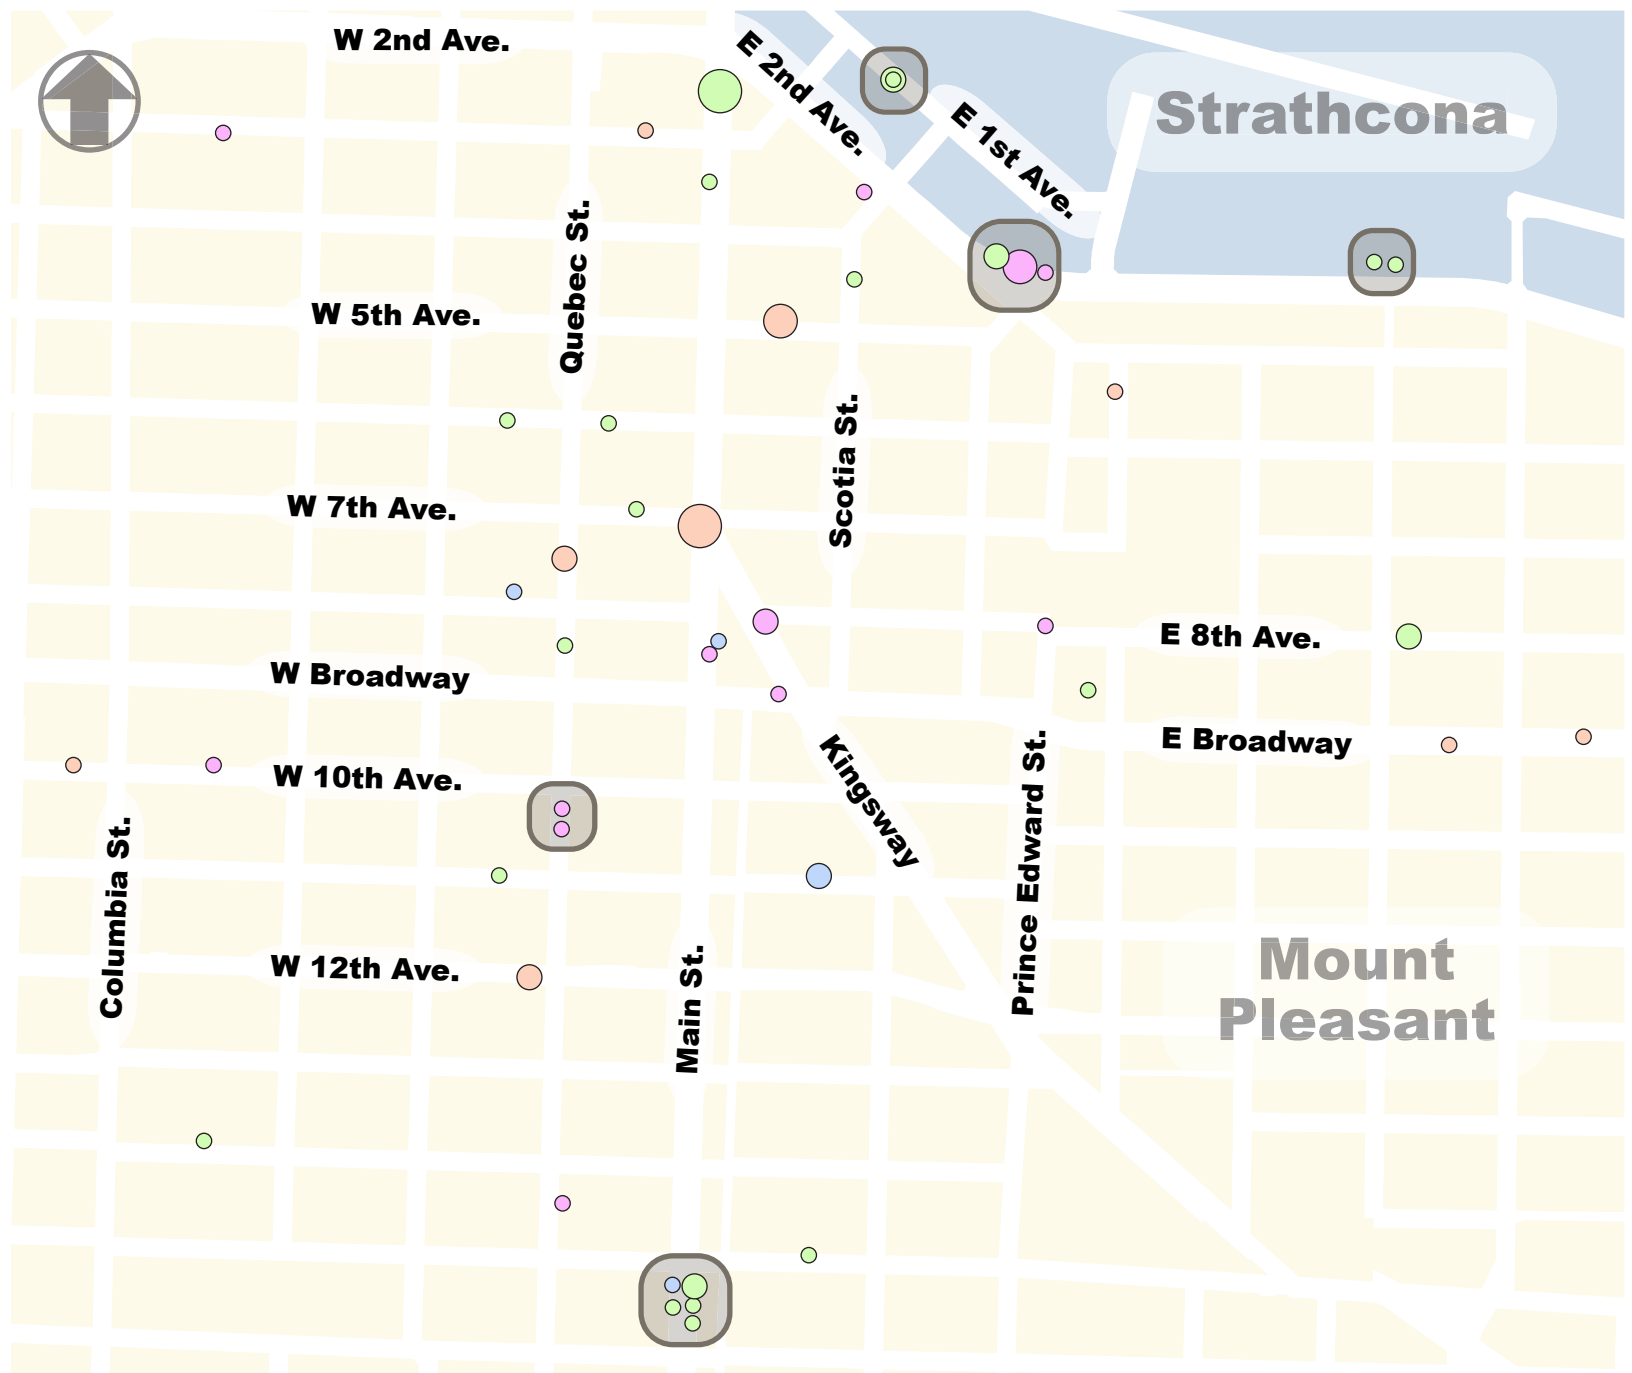 W 2nd Ave.
E 2nd Ave.
E 1st Ave.
Strathcona
Quebec St.
W 5th Ave.
Scotia St.
W 7th Ave.
E 8th Ave.
W Broadway
E Broadway
Kingsway
W 10th Ave.
Prince Edward St.
Columbia St.
W 12th Ave.
Main St.
Mount
Pleasant